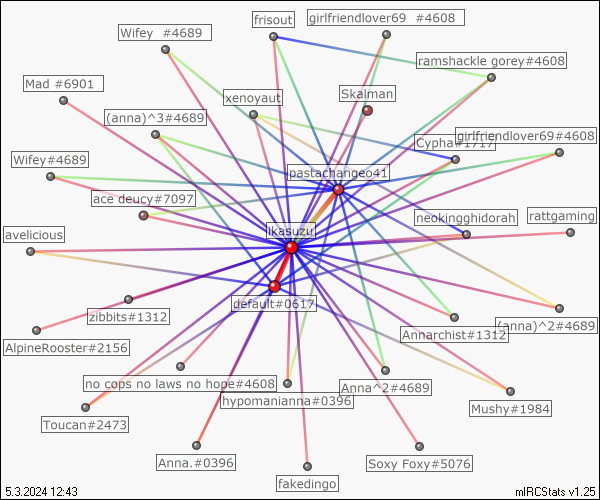 girlfriendlover69 #4608
frisout
Wifey #4689
ramshackle gorey#4608
Mad #6901
xenoyaut
Skalman
(anna)^3#4689
Cypha#1717
girlfriendlover69#4608
Wifey#4689
pastachangeo41
ace deucy#7097
neokingghidorah
rattgaming
likasuzu
avelicious
default#0617
zibbits#1312
(anna)^2#4689
Annarchist#1312
AlpineRooster#2156
no cops no laws no hope#4608
Anna^2#4689
hypomanianna#0396
Mushy#1984
Toucan#2473
Anna.#0396
Soxy Foxy#5076
fakedingo
5.3.2024 12:43
mIRCStats v1.25